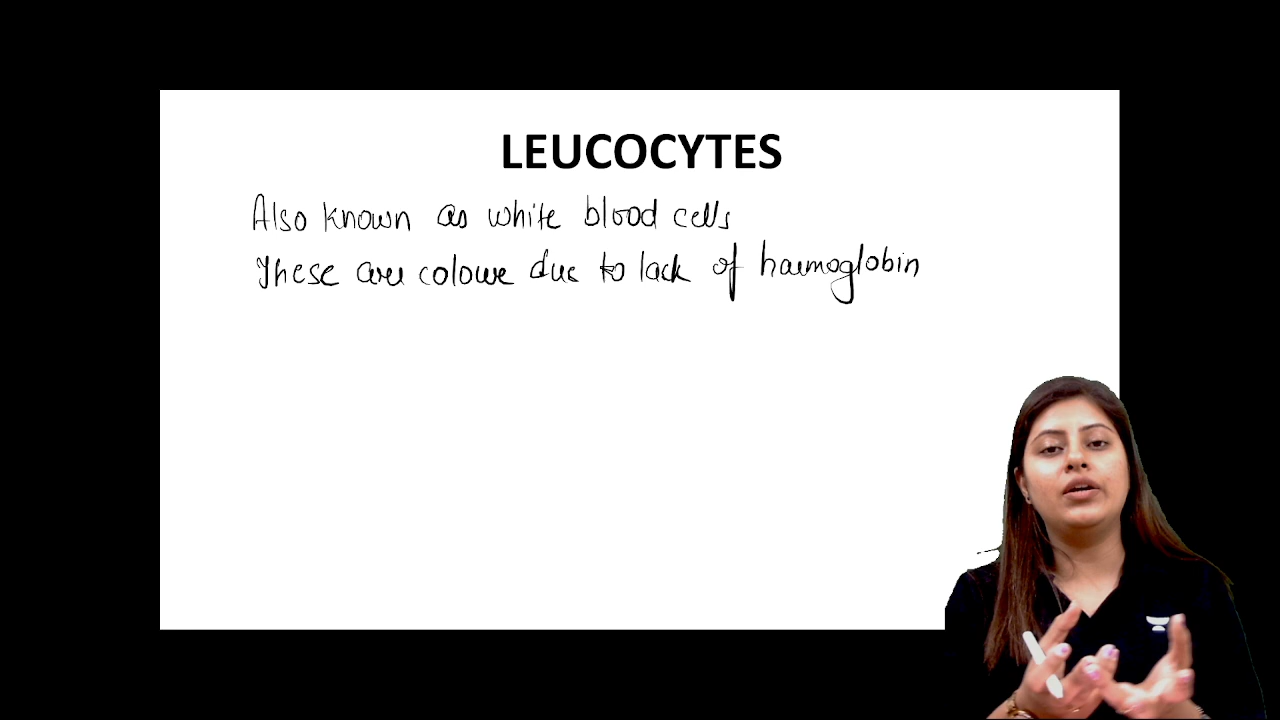 LEUCOCYTES
Also known as white blood cells
These are colour due to lack of haemoglobin